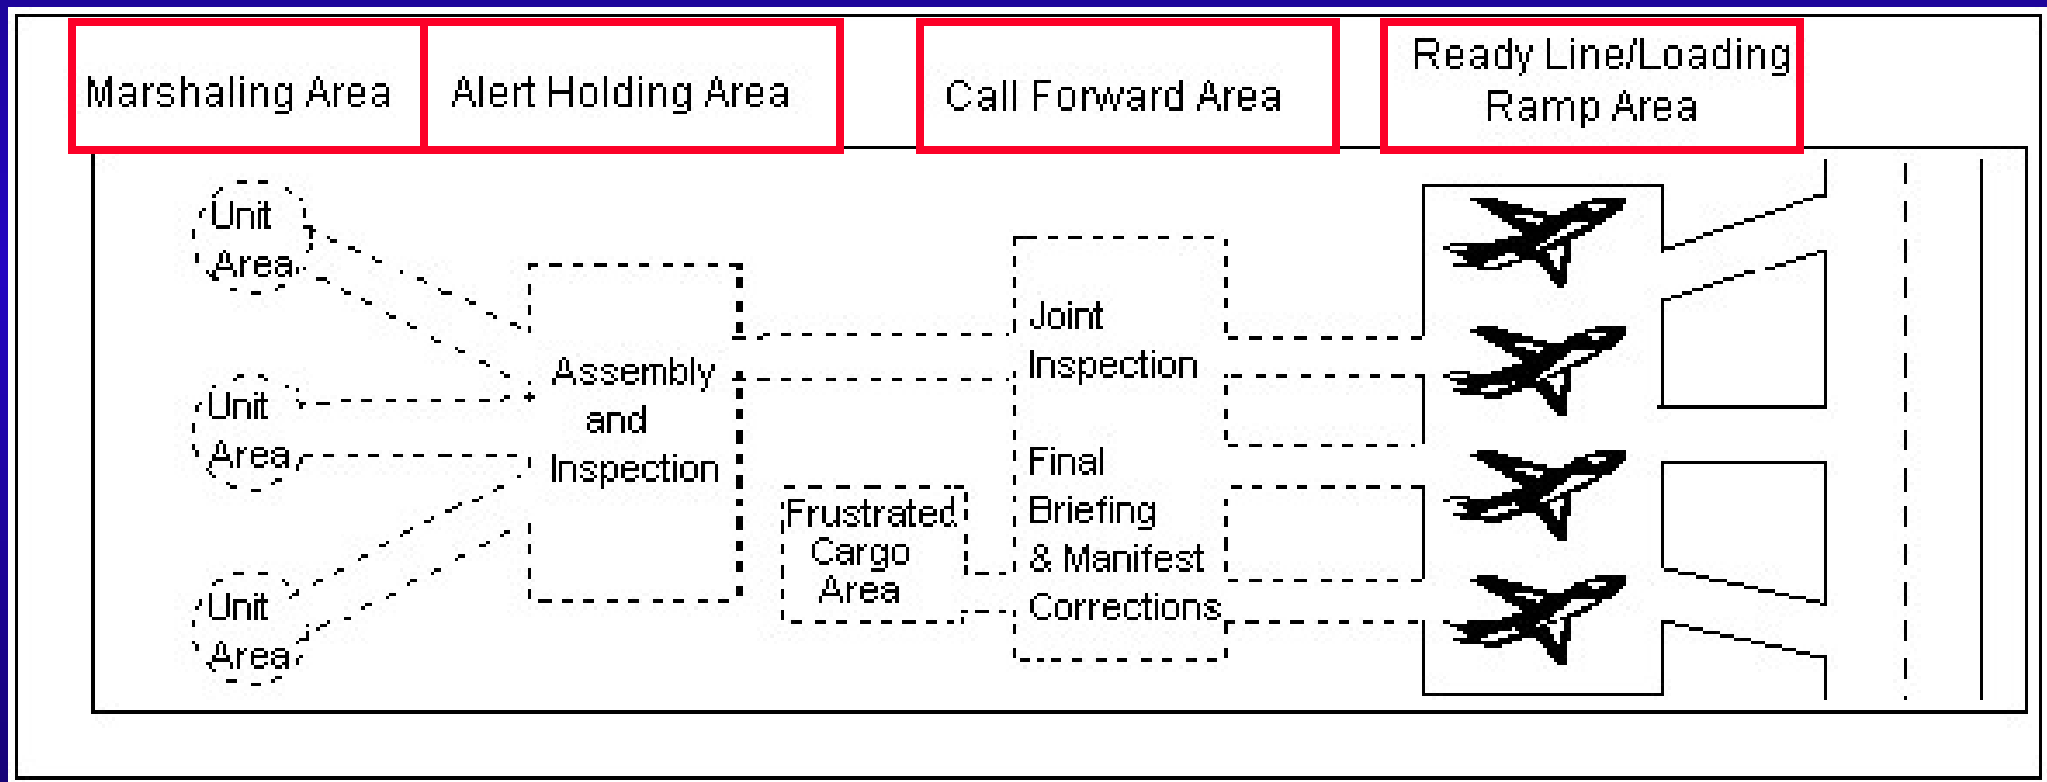 Marshaling Area
Alert Holding Area
Call Forward Area
Ready Line/Loading
Ramp Area
Unit
Area
Unit
Area
Unit
Area
Assembly
and
Inspection
Frustrated
Cargo
Area
Joint
Inspection
Final
Briefing
& Manifest
Corrections